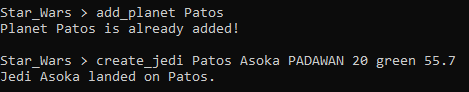 Star_Wars > add_planet Patos
Planet Patos is already added!
Star_Wars > create_jedi Patos Asoka PADAWAN 20 green 55.7
Jedi Asoka landed on Patos.